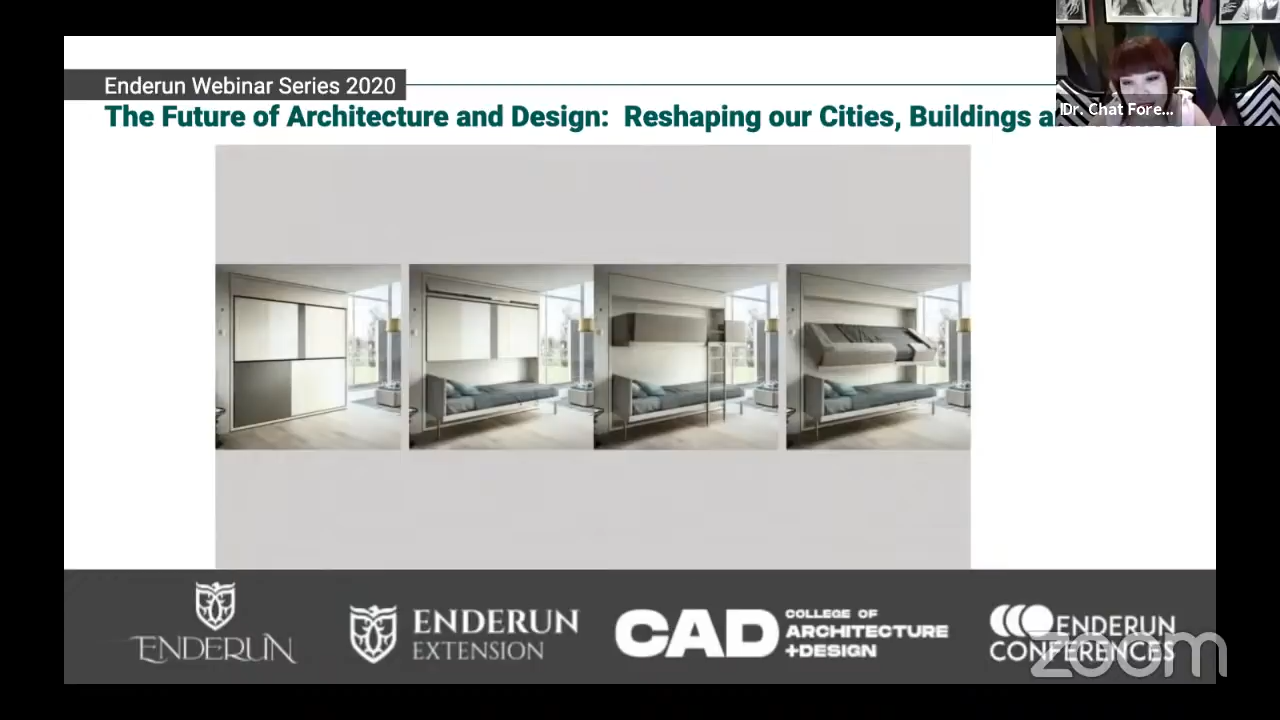 Enderun Webinar Series 2020
The Future of Architecture and Design: Reshaping our Cities, Buildings
Dr. Chat Fore...
ENDERUN
ENDERUN
EXTENSION
CAD
COLLEGE OF
ARCHITECTURE
+DESIGN
ENDERUN
CONFERENCES
zoom